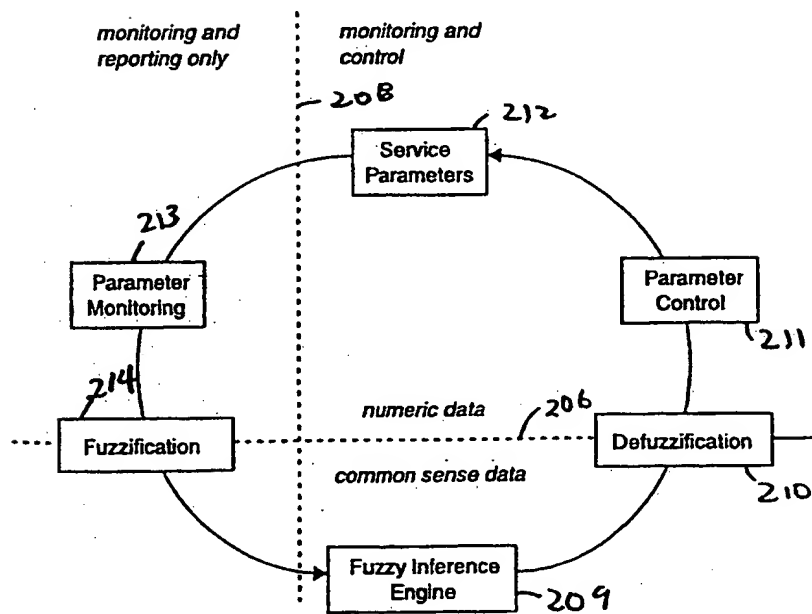 monitoring and
reporting only
monitoring and
control
208
212
Service
Parameters
213
Parameter
Monitoring
Parameter
Control
211
214
numeric data
206
Fuzzification
Defuzzification
common sense data
210
Fuzzy Inference
Engine
209